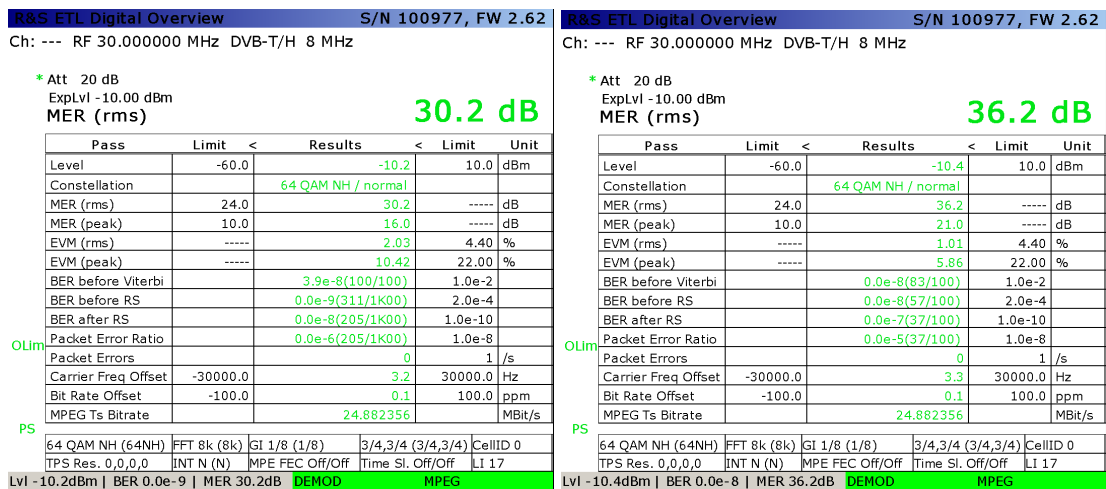 R&S ETL Digital Overview S/N 100977, FW 2.62
Ch: --- RF 30.000000 MHz DVB-T/H 8 MHz
* Att 20 dB
ExpLvl -10.00 dBm
MER (rms) 30.2 dB
Pass Limit < Results < Limit Unit
Level -60.0 -10.2 10.0 dBm
Constellation 64 QAM NH / normal
MER (rms) 24.0 30.2 ----- dB
MER (peak) 10.0 16.0 ----- dB
EVM (rms) ----- 2.03 4.40 %
EVM (peak) ----- 10.42 22.00 %
BER before Viterbi 3.9e-8(100/100) 1.0e-2
BER before RS 0.0e-9(311/1K00) 2.0e-4
BER after RS 0.0e-8(205/1K00) 1.0e-10
Packet Error Ratio 0.0e-6(205/1K00) 1.0e-8
OLim
Packet Errors 0 1 /s
Carrier Freq Offset -30000.0 3.2 30000.0 Hz
Bit Rate Offset -100.0 0.1 100.0 ppm
MPEG Ts Bitrate 24.882356 MBit/s
PS
64 QAM NH (64NH) FFT 8k (8k) GI 1/8 (1/8) 3/4,3/4 (3/4,3/4) CellID 0
TPS Res. 0,0,0,0 INT N (N) MPE FEC Off/Off Time Sl. Off/Off LI 17
Lvl -10.2dBm | BER 0.0e-9 | MER 30.2dB DEMOD MPEG
R&S ETL Digital Overview S/N 100977, FW 2.62
Ch: --- RF 30.000000 MHz DVB-T/H 8 MHz
* Att 20 dB
ExpLvl -10.00 dBm
MER (rms) 36.2 dB
Pass Limit < Results < Limit Unit
Level -60.0 -10.4 10.0 dBm
Constellation 64 QAM NH / normal
MER (rms) 24.0 36.2 ----- dB
MER (peak) 10.0 21.0 ----- dB
EVM (rms) ----- 1.01 4.40 %
EVM (peak) ----- 5.86 22.00 %
BER before Viterbi 0.0e-8(83/100) 1.0e-2
BER before RS 0.0e-8(57/100) 2.0e-4
BER after RS 0.0e-7(37/100) 1.0e-10
Packet Error Ratio 0.0e-5(37/100) 1.0e-8
OLim
Packet Errors 0 1 /s
Carrier Freq Offset -30000.0 3.3 30000.0 Hz
Bit Rate Offset -100.0 0.1 100.0 ppm
MPEG Ts Bitrate 24.882356 MBit/s
PS
64 QAM NH (64NH) FFT 8k (8k) GI 1/8 (1/8) 3/4,3/4 (3/4,3/4) CellID 0
TPS Res. 0,0,0,0 INT N (N) MPE FEC Off/Off Time Sl. Off/Off LI 17
Lvl -10.4dBm | BER 0.0e-8 | MER 36.2dB DEMOD MPEG